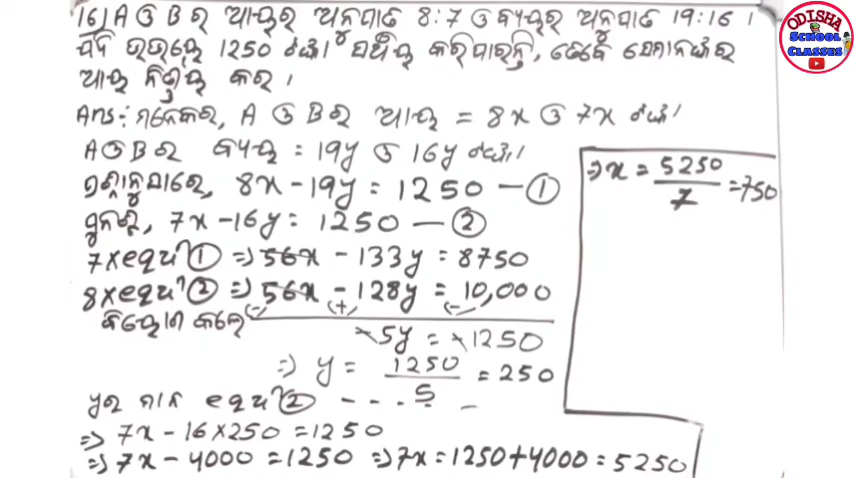 16) A ଓ B ର ଆୟର ଅନୁପାତ 8:7 ଓ ବ୍ୟୟର ଅନୁପାତ 19:16 ।
ଯଦି ଉଭୟେ 1250 ଟଙ୍କା ସଞ୍ଚୟ କରିପାରନ୍ତି, ତେବେ ସେମାନଙ୍କର
ଆୟ ନିର୍ଣ୍ଣୟ କର ।
Ans: ମନେକର, A ଓ B ର ଆୟ = 8x ଓ 7x ଟଙ୍କା
A ଓ B ର ବ୍ୟୟ = 19y ଓ 16y ଟଙ୍କା
ପ୍ରଶ୍ନାନୁସାରେ, 8x - 19y = 1250 — ①
ପୁନଶ୍ଚ, 7x - 16y = 1250 — ②
7 x equⁿ ① => 56x - 133y = 8750
8 x equⁿ ② => 56x - 128y = 10,000
(-) (+) (-)
ବିୟୋଗ କଲେ
-5y = -1250
=> y = 1250/5 = 250
y ର ମାନ equⁿ ② - - - -
=> 7x - 16 x 250 = 1250
=> 7x - 4000 = 1250 => 7x = 1250 + 4000 = 5250
=> x = 5250/7 = 750
ODISHA
School
CLASSES